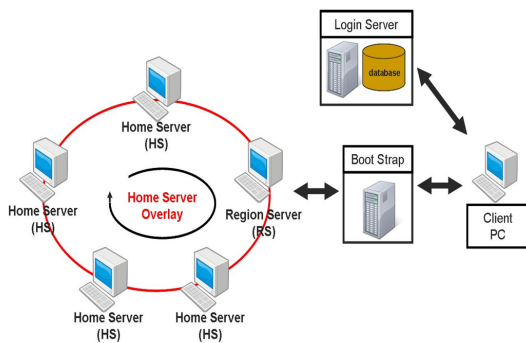 Login Server
database
Home Server
(HS)
Boot Strap
Home Server
(HS)
Home Server
Overlay
Region Server
(RS)
Client
PC
Home Server
(HS)
Home Server
(HS)